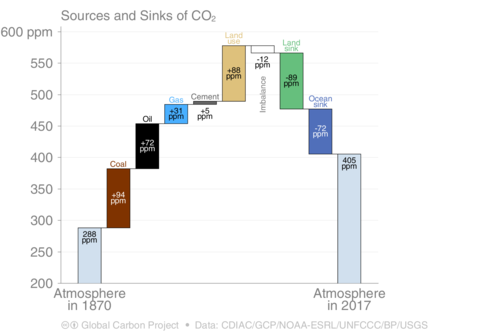 Sources and Sinks of CO₂
600 ppm
550
500
450
400
350
300
250
200
288
ppm
Coal
+94
ppm
Oil
+72
ppm
Gas
+31
ppm
Cement
+5
ppm
Land
use
+88
ppm
-12
ppm
Imbalance
Land
sink
-89
ppm
Ocean
sink
-72
ppm
405
ppm
Atmosphere
in 1870
Atmosphere
in 2017
Global Carbon Project • Data: CDIAC/GCP/NOAA-ESRL/UNFCCC/BP/USGS